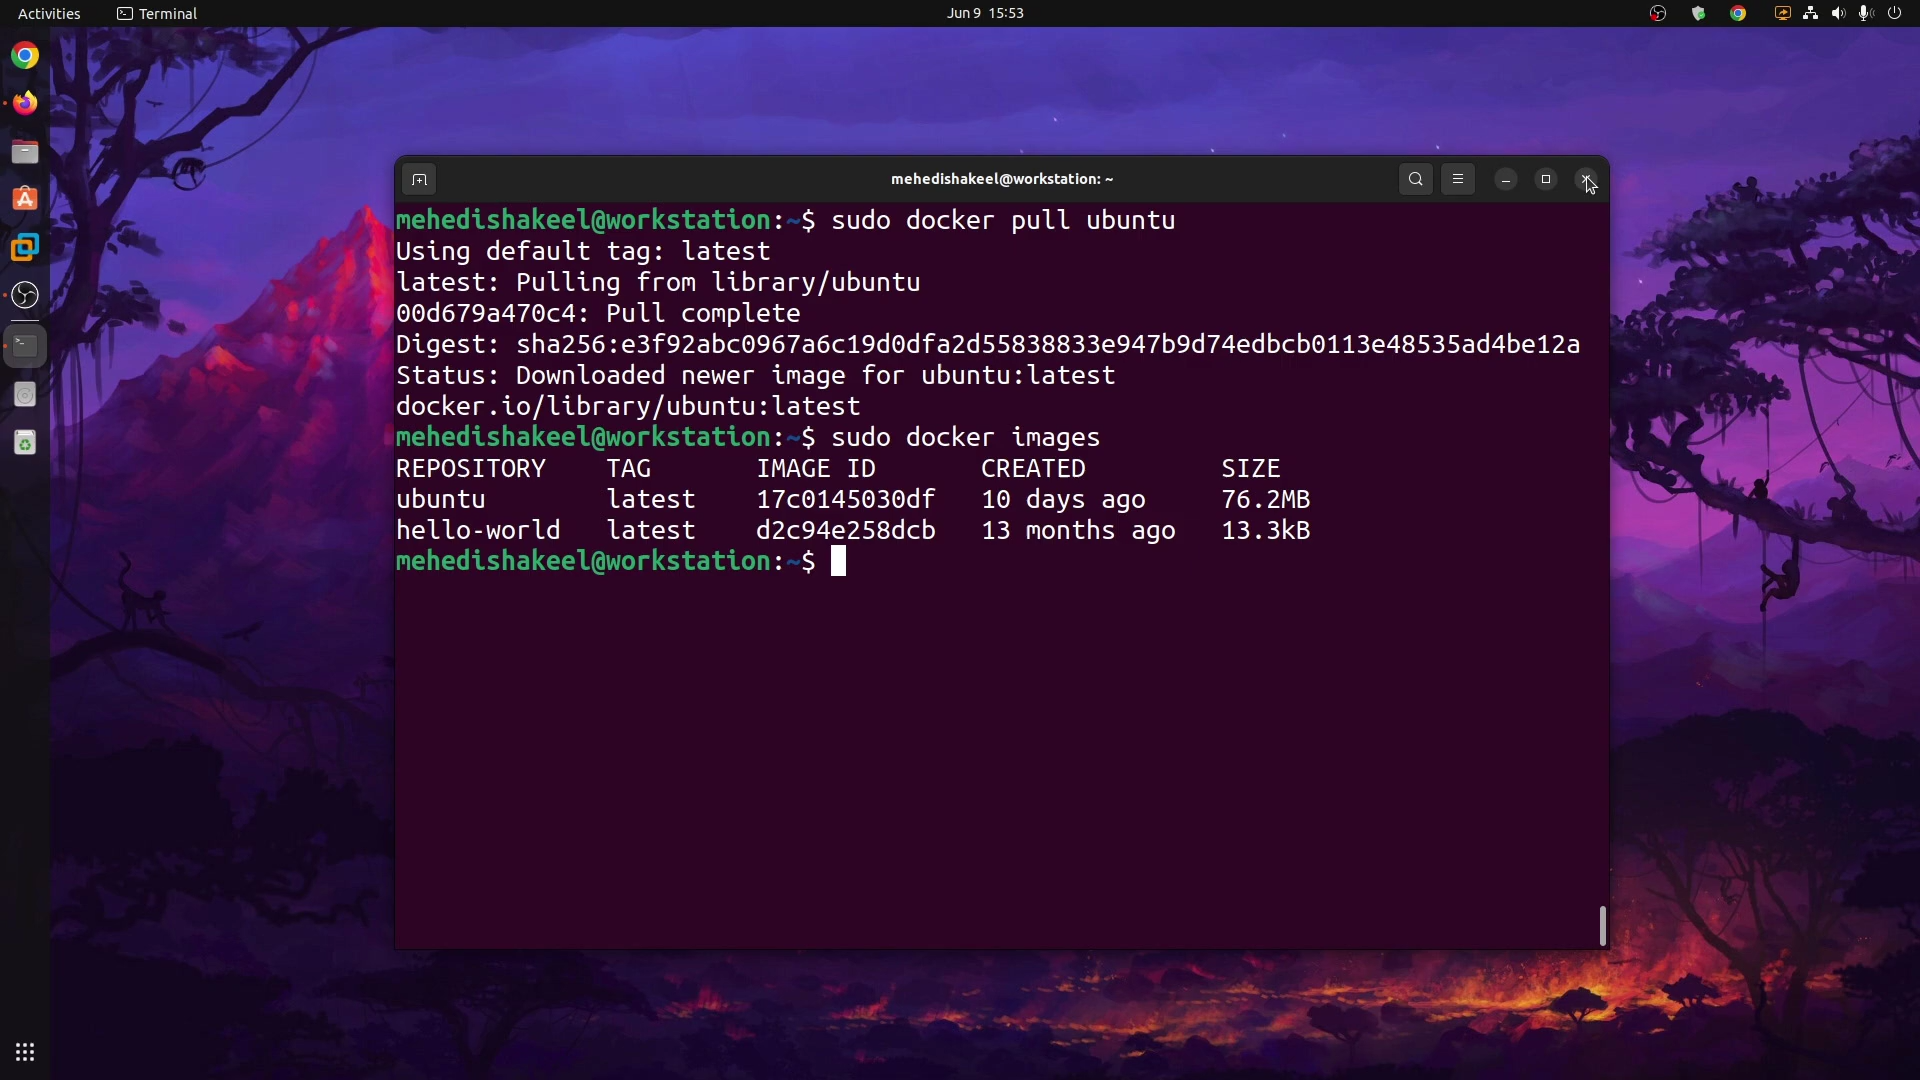 Activities Terminal Jun 9 15:53
mehedishakeel@workstation: ~
mehedishakeel@workstation:~$ sudo docker pull ubuntu
Using default tag: latest
latest: Pulling from library/ubuntu
00d679a470c4: Pull complete
Digest: sha256:e3f92abc0967a6c19d0dfa2d55838833e947b9d74edbcb0113e48535ad4be12a
Status: Downloaded newer image for ubuntu:latest
docker.io/library/ubuntu:latest
mehedishakeel@workstation:~$ sudo docker images
REPOSITORY TAG IMAGE ID CREATED SIZE
ubuntu latest 17c0145030df 10 days ago 76.2MB
hello-world latest d2c94e258dcb 13 months ago 13.3kB
mehedishakeel@workstation:~$